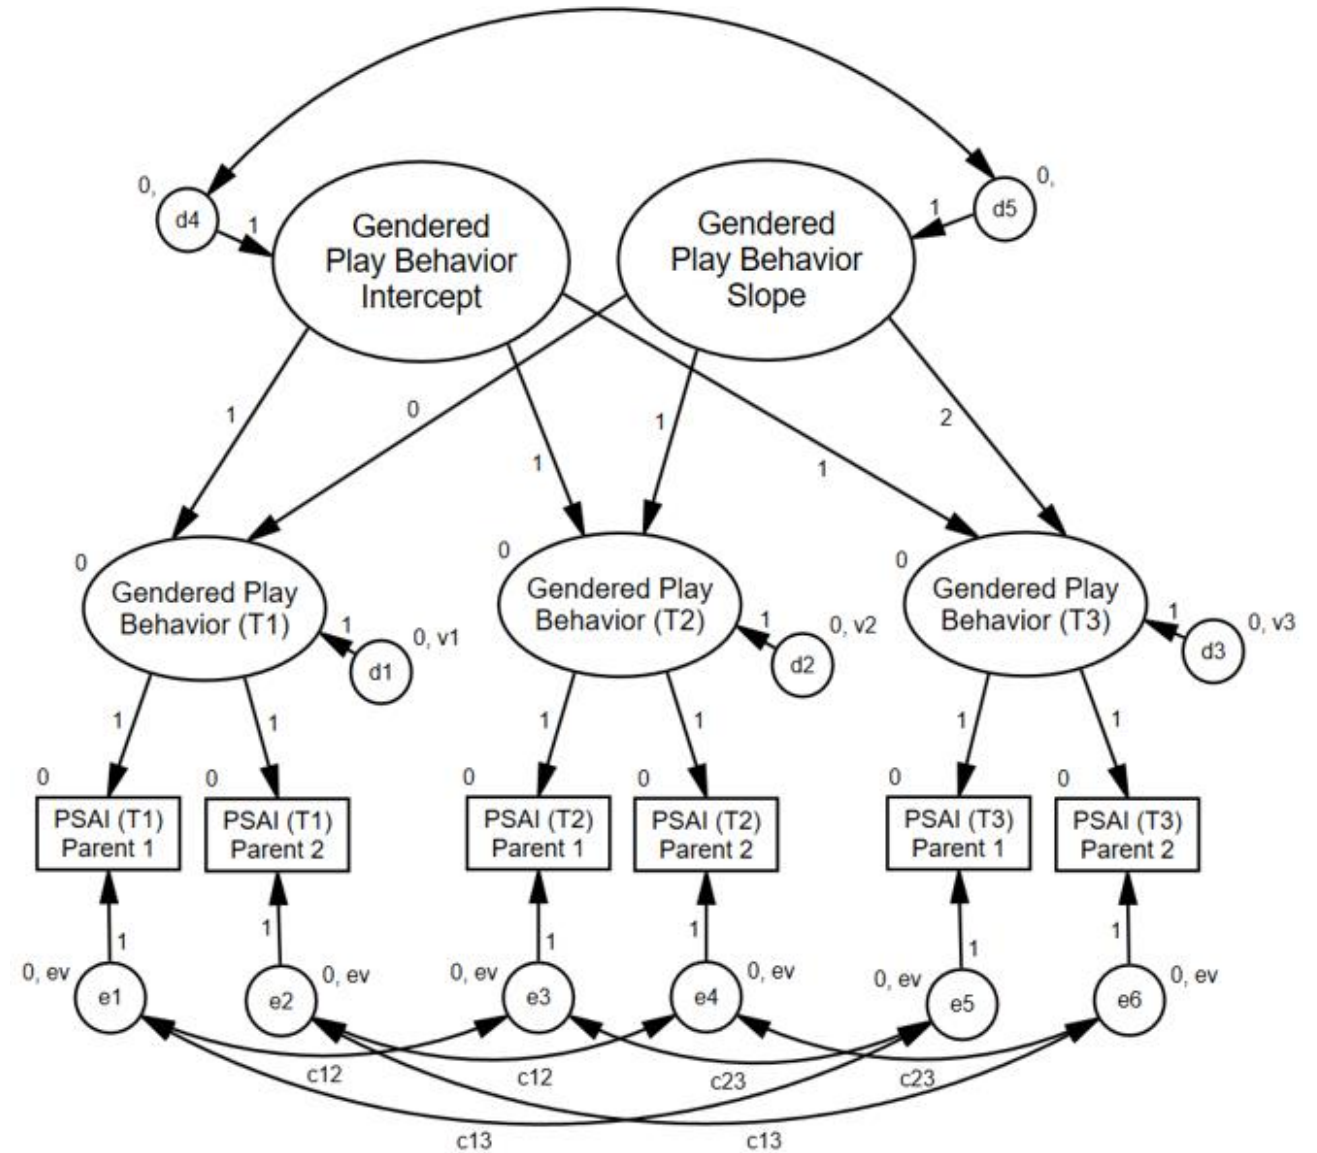 0,
d4
1
Gendered
Play Behavior
Intercept
Gendered
Play Behavior
Slope
1
d5
0,
1
0
1
1
1
2
0
Gendered Play
Behavior (T1)
1
d1
0, v1
0
Gendered Play
Behavior (T2)
1
d2
0, v2
0
Gendered Play
Behavior (T3)
1
d3
0, v3
1
1
1
1
1
1
0
PSAI (T1)
Parent 1
0
PSAI (T1)
Parent 2
0
PSAI (T2)
Parent 1
0
PSAI (T2)
Parent 2
0
PSAI (T3)
Parent 1
0
PSAI (T3)
Parent 2
1
1
1
1
1
1
0, ev
e1
e2
0, ev
0, ev
e3
e4
0, ev
0, ev
e5
e6
0, ev
c12
c12
c23
c23
c13
c13